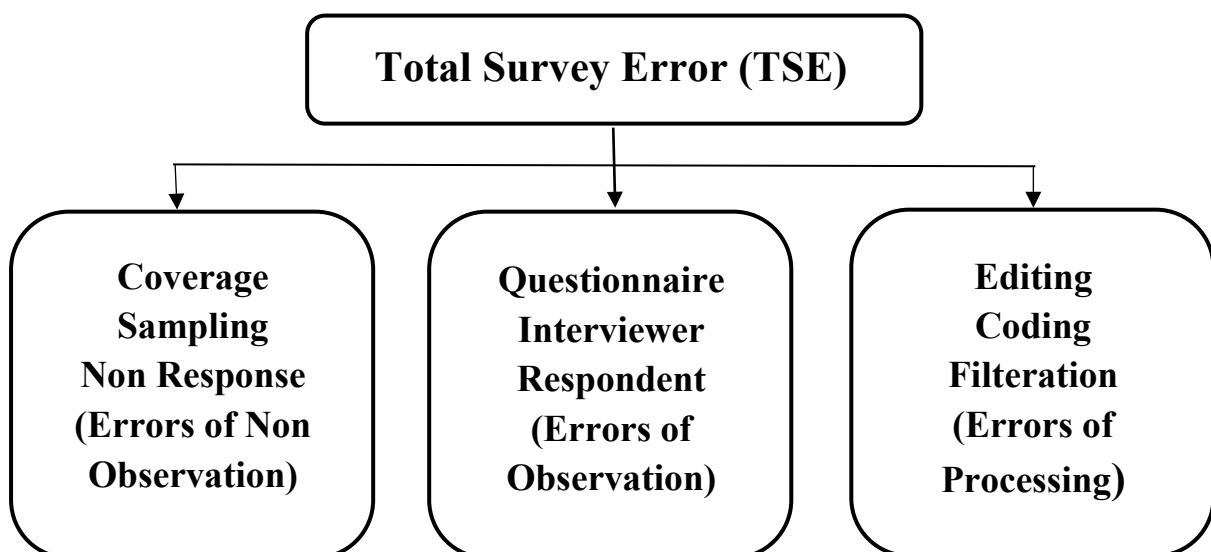 Total Survey Error (TSE)
Coverage
Sampling
Non Response
(Errors of Non
Observation)
Questionnaire
Interviewer
Respondent
(Errors of
Observation)
Editing
Coding
Filteration
(Errors of
Processing)